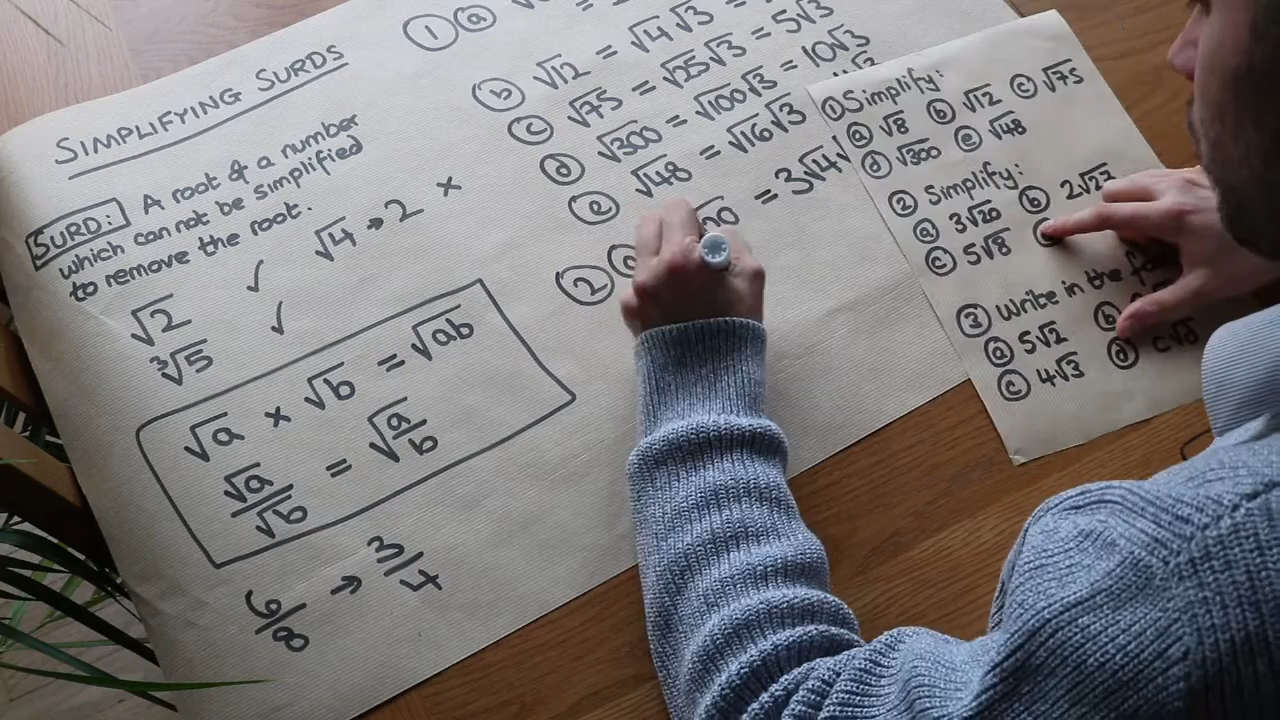 SIMPLIFYING SURDS
SURD: A root of a number
which can not be simplified
to remove the root.
√2 ✓ √4 → 2 ×
∛5 ✓
√a × √b = √ab
√a/√b = √(a/b)
6/8 → 3/4
① ⓐ
ⓑ √12 = √4 √3 =
ⓒ √75 = √25 √3 = 5√3
ⓓ √300 = √100 √3 = 10√3
ⓔ √48 = √16 √3
② = 3√4
① Simplify:
ⓐ √8 ⓑ √12 ⓒ √75
ⓓ √300 ⓔ √48
② Simplify:
ⓐ 3√20 ⓑ 2√27
ⓒ 5√8
③ Write in the
ⓐ 5√2 ⓑ
ⓒ 4√3 ⓓ